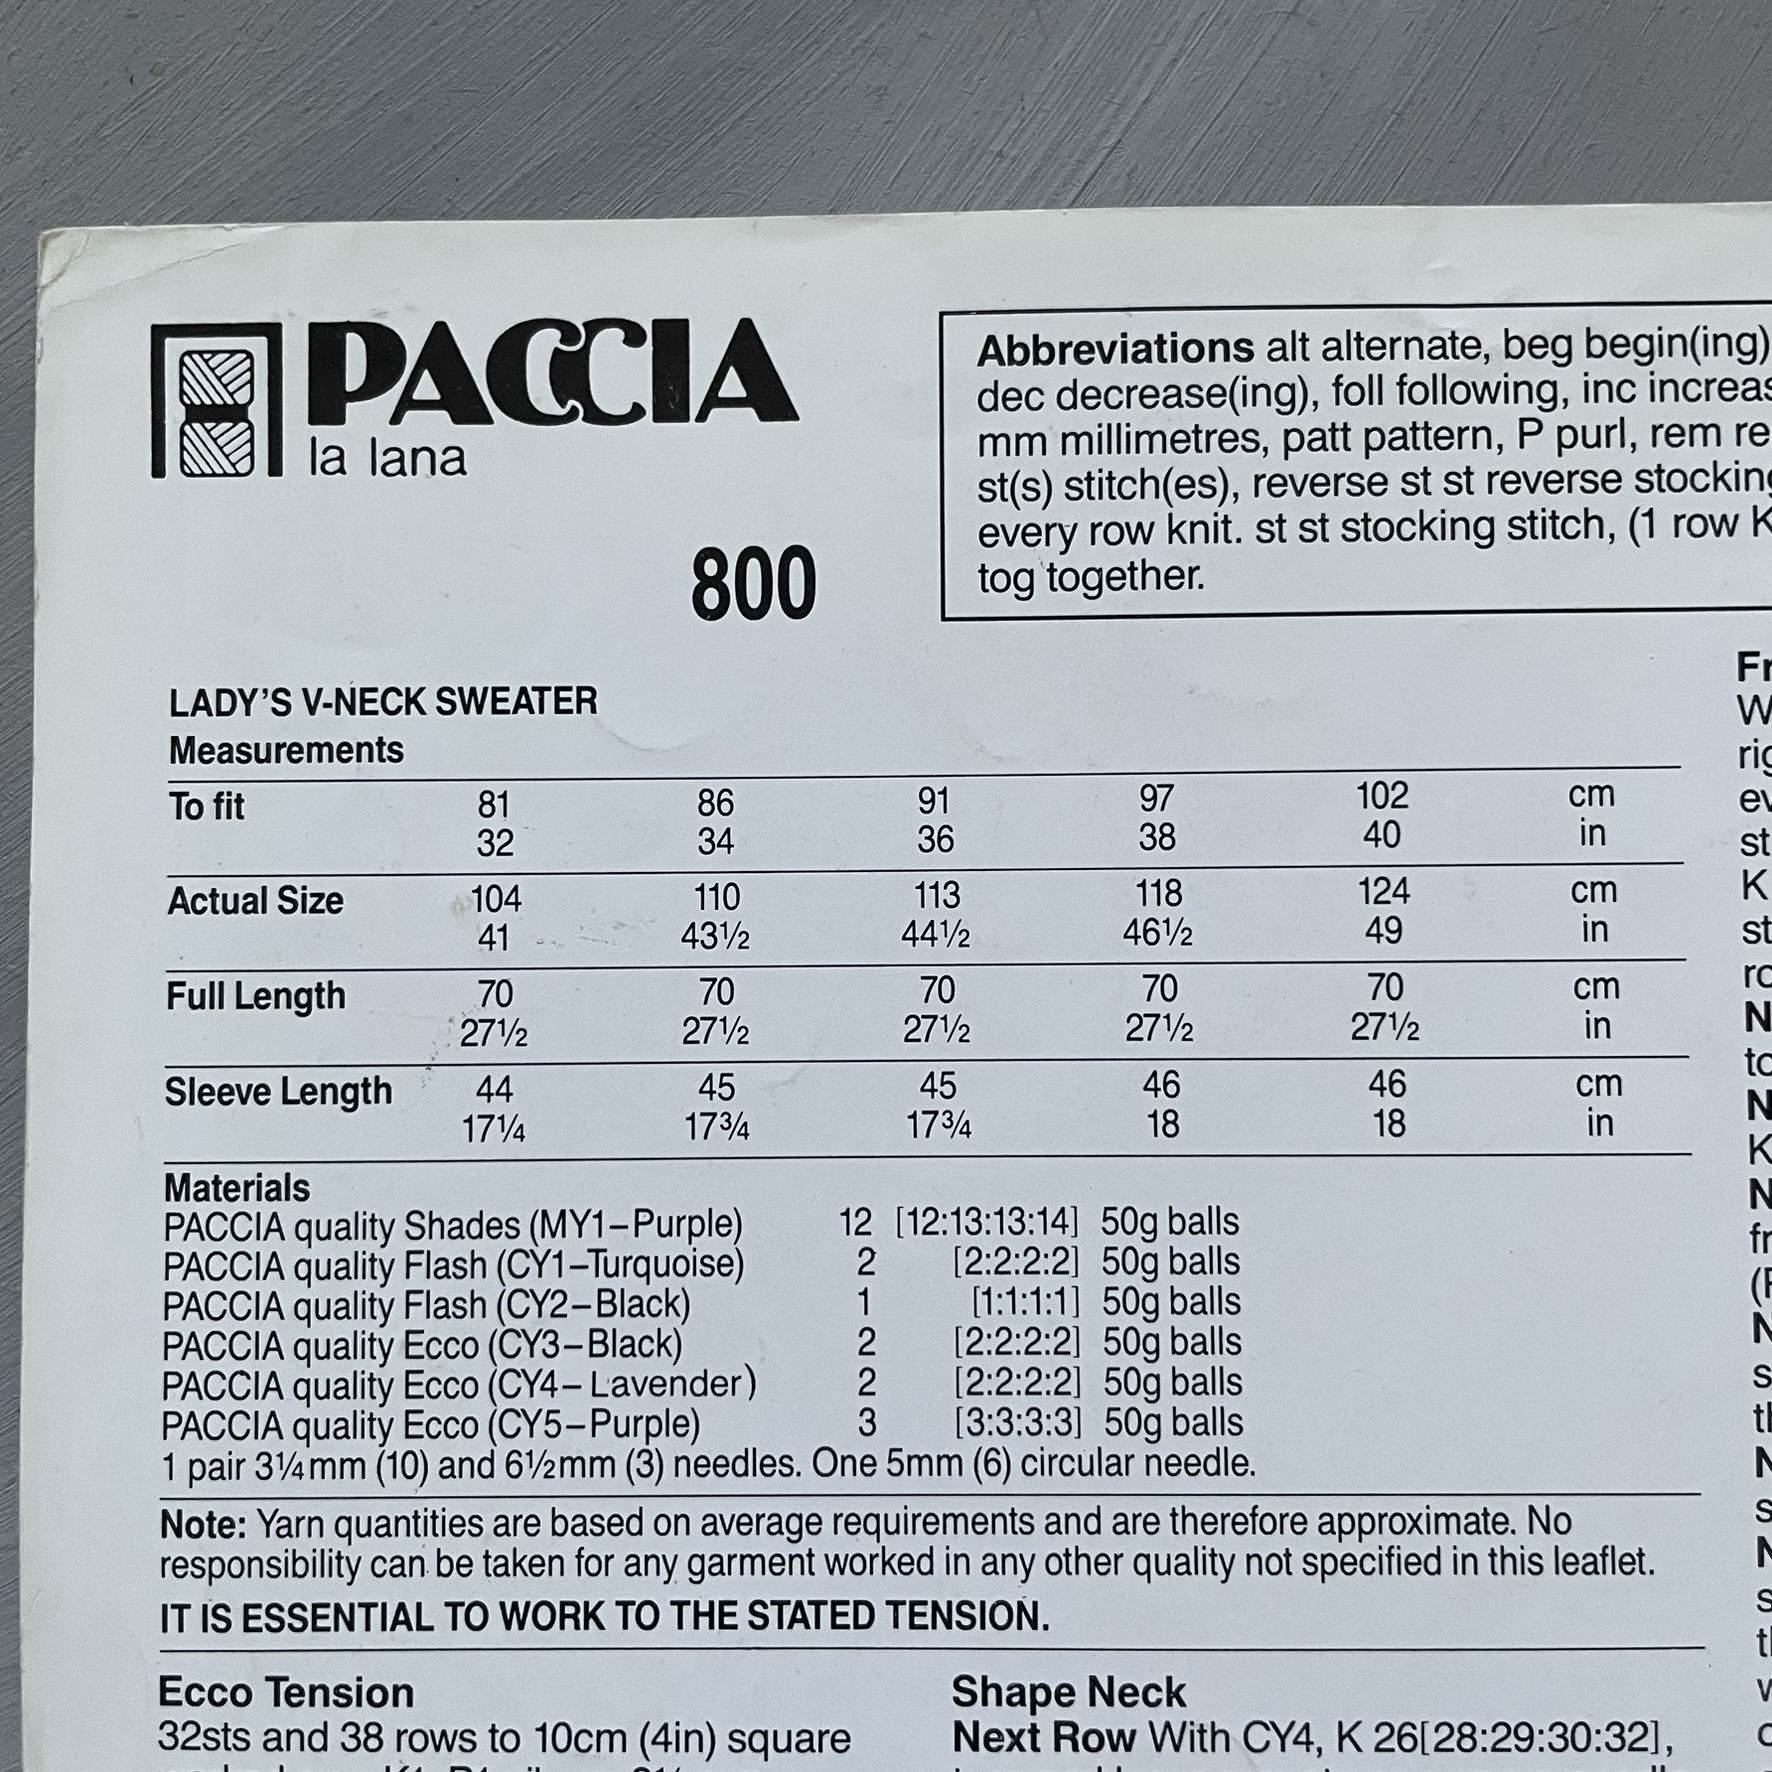 PACCIA
la lana
800
Abbreviations alt alternate, beg begin(ing)
dec decrease(ing), foll following, inc increas
mm millimetres, patt pattern, P purl, rem re
st(s) stitch(es), reverse st st reverse stocking
every row knit. st st stocking stitch, (1 row K
tog together.
LADY'S V-NECK SWEATER
Measurements
To fit 81 86 91 97 102 cm
32 34 36 38 40 in
Actual Size 104 110 113 118 124 cm
41 43½ 44½ 46½ 49 in
Full Length 70 70 70 70 70 cm
27½ 27½ 27½ 27½ 27½ in
Sleeve Length 44 45 45 46 46 cm
17¼ 17¾ 17¾ 18 18 in
Materials
PACCIA quality Shades (MY1–Purple) 12 [12:13:13:14] 50g balls
PACCIA quality Flash (CY1–Turquoise) 2 [2:2:2:2] 50g balls
PACCIA quality Flash (CY2–Black) 1 [1:1:1:1] 50g balls
PACCIA quality Ecco (CY3–Black) 2 [2:2:2:2] 50g balls
PACCIA quality Ecco (CY4– Lavender) 2 [2:2:2:2] 50g balls
PACCIA quality Ecco (CY5–Purple) 3 [3:3:3:3] 50g balls
1 pair 3¼mm (10) and 6½mm (3) needles. One 5mm (6) circular needle.
Note: Yarn quantities are based on average requirements and are therefore approximate. No
responsibility can be taken for any garment worked in any other quality not specified in this leaflet.
IT IS ESSENTIAL TO WORK TO THE STATED TENSION.
Ecco Tension
32sts and 38 rows to 10cm (4in) square
Shape Neck
Next Row With CY4, K 26[28:29:30:32],